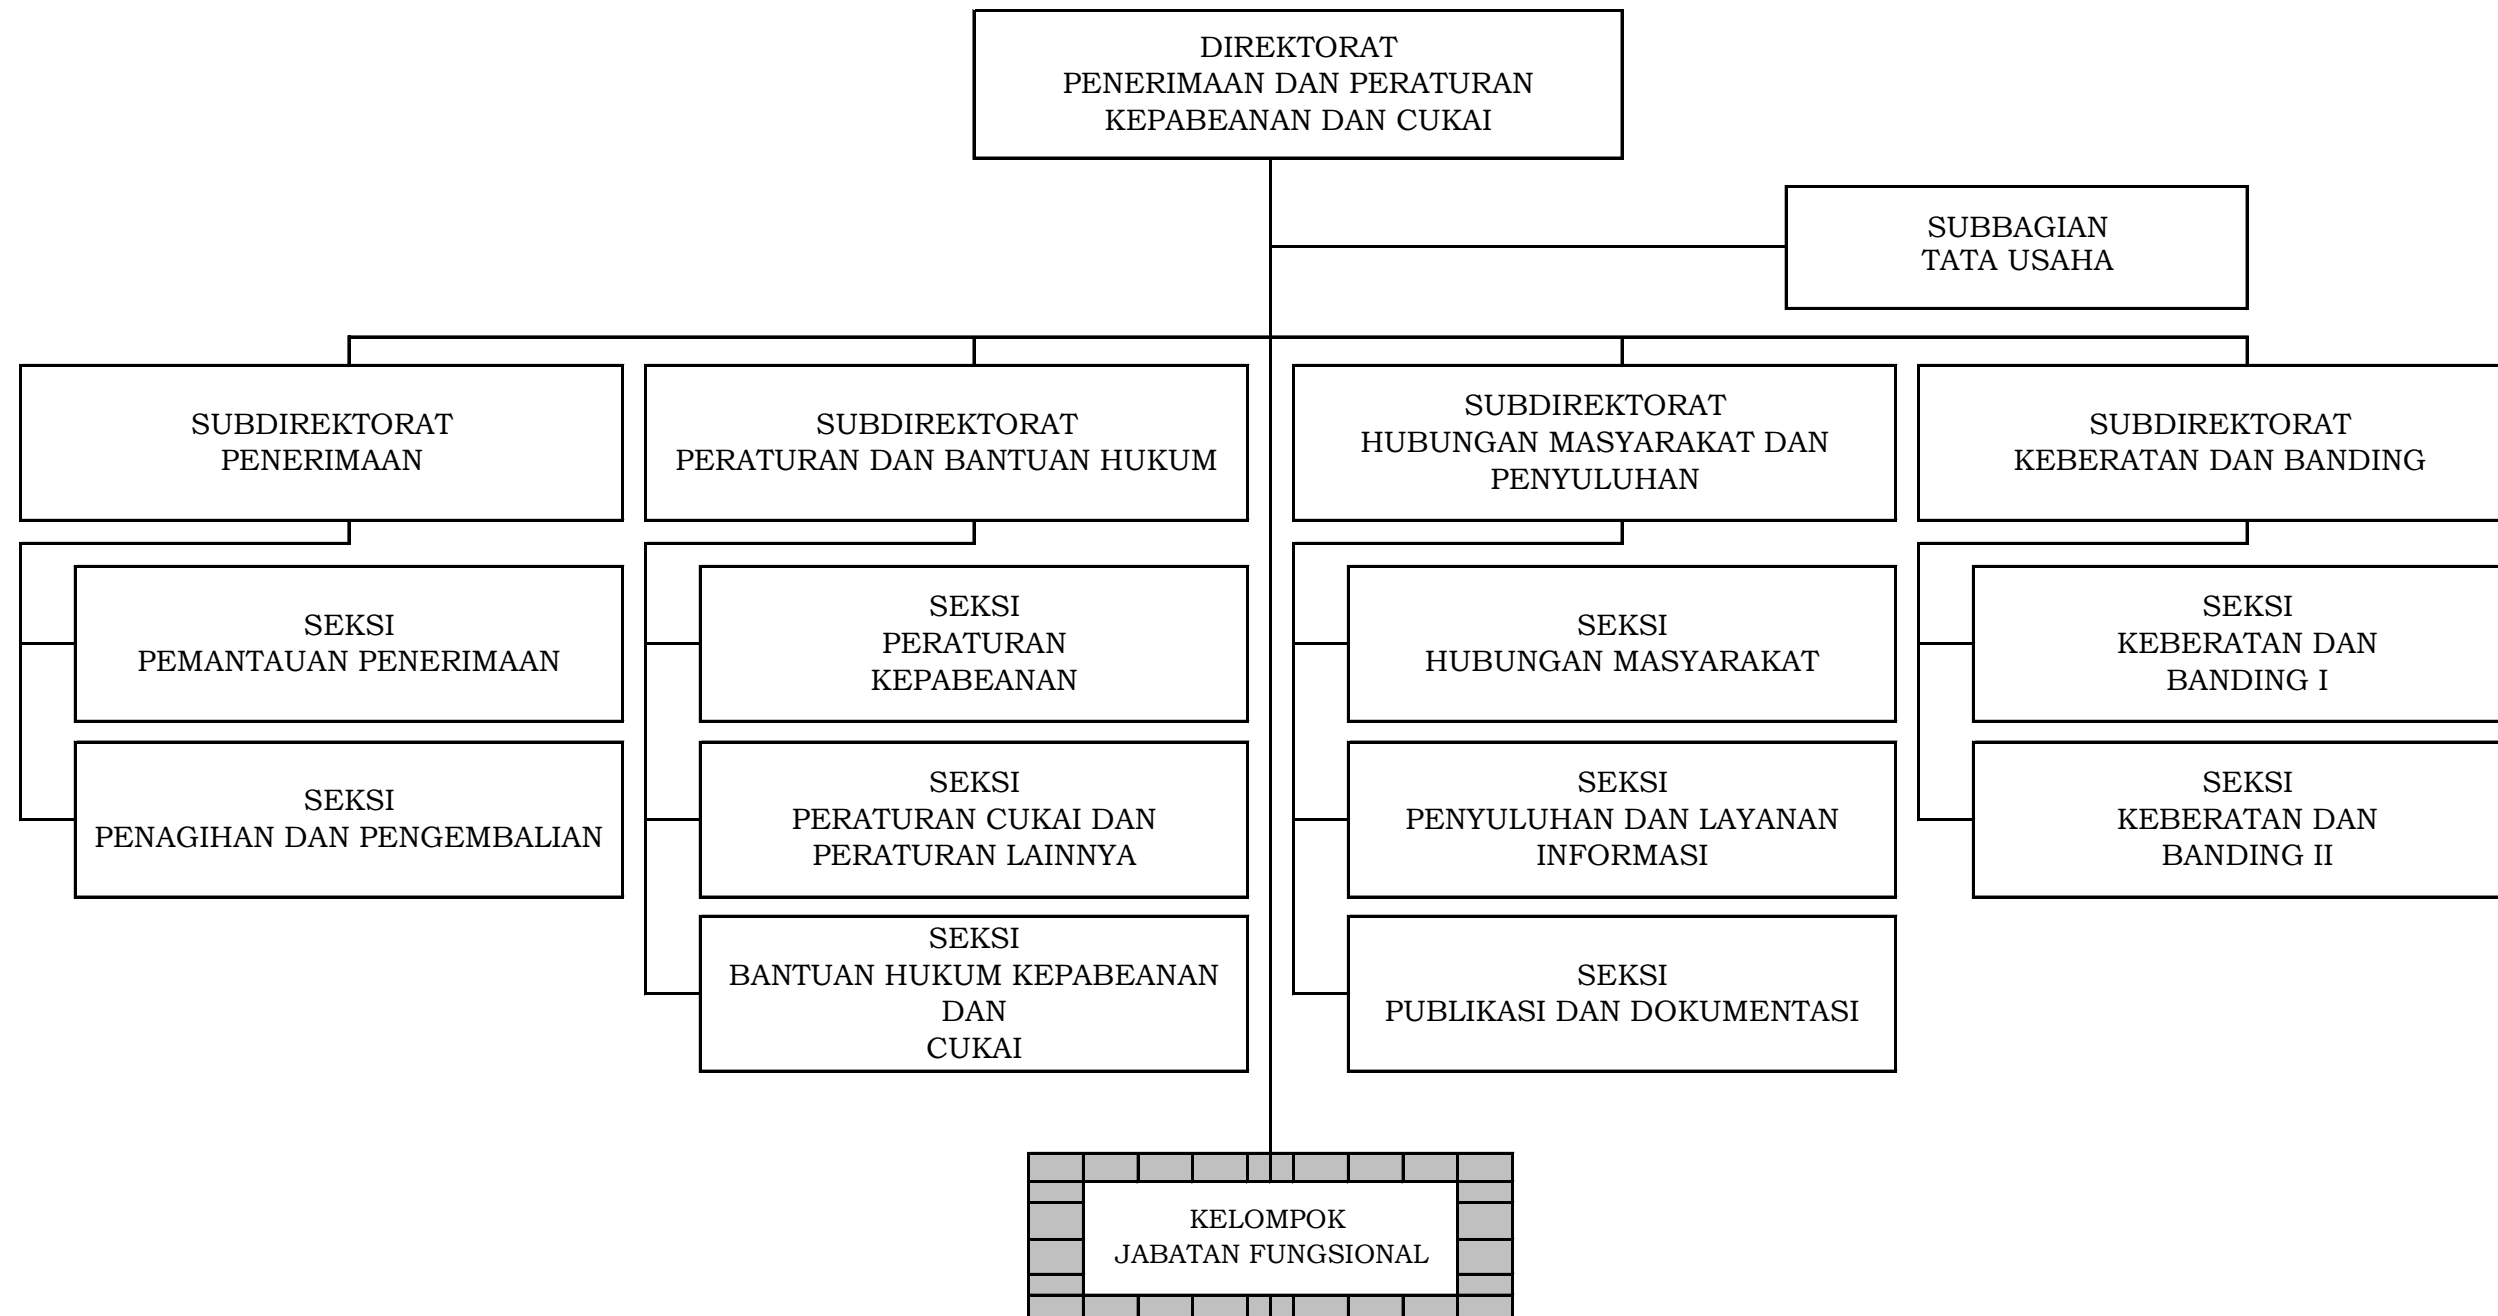 DIREKTORAT
PENERIMAAN DAN PERATURAN
KEPABEANAN DAN CUKAI
SUBBAGIAN
TATA USAHA
SUBDIREKTORAT
PENERIMAAN
SUBDIREKTORAT
PERATURAN DAN BANTUAN HUKUM
SUBDIREKTORAT
HUBUNGAN MASYARAKAT DAN
PENYULUHAN
SUBDIREKTORAT
KEBERATAN DAN BANDING
SEKSI
PEMANTAUAN PENERIMAAN
SEKSI
PERATURAN
KEPABEANAN
SEKSI
HUBUNGAN MASYARAKAT
SEKSI
KEBERATAN DAN
BANDING I
SEKSI
PENAGIHAN DAN PENGEMBALIAN
SEKSI
PERATURAN CUKAI DAN
PERATURAN LAINNYA
SEKSI
PENYULUHAN DAN LAYANAN
INFORMASI
SEKSI
KEBERATAN DAN
BANDING II
SEKSI
BANTUAN HUKUM KEPABEANAN
DAN
CUKAI
SEKSI
PUBLIKASI DAN DOKUMENTASI
KELOMPOK
JABATAN FUNGSIONAL